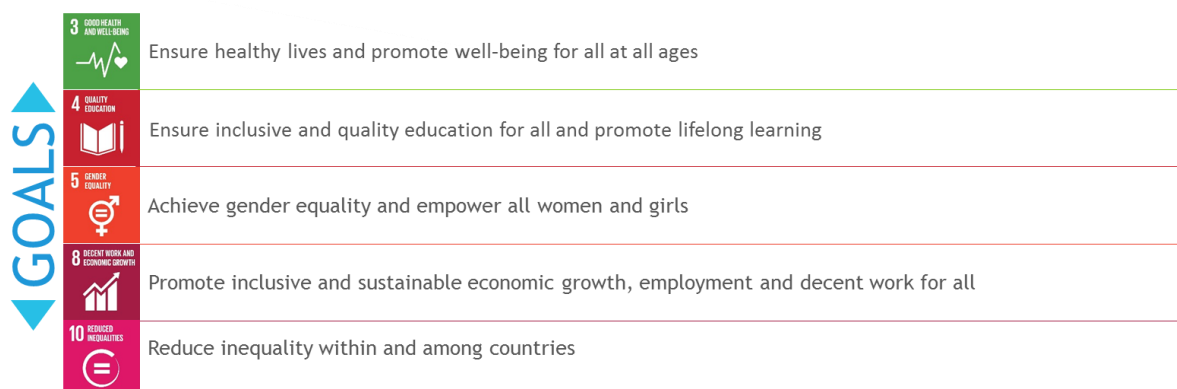 GOALS
3 GOOD HEALTH
AND WELL-BEING
Ensure healthy lives and promote well-being for all at all ages
4 QUALITY
EDUCATION
Ensure inclusive and quality education for all and promote lifelong learning
5 GENDER
EQUALITY
Achieve gender equality and empower all women and girls
8 DECENT WORK AND
ECONOMIC GROWTH
Promote inclusive and sustainable economic growth, employment and decent work for all
10 REDUCED
INEQUALITIES
Reduce inequality within and among countries